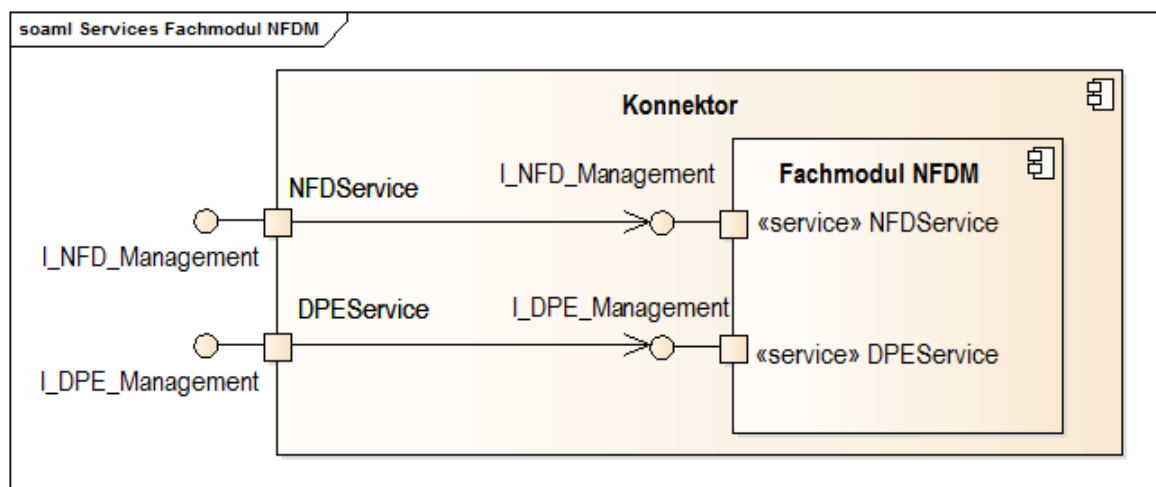 soaml Services Fachmodul NFDM
Konnektor
NFDService
I_NFD_Management
Fachmodul NFDM
«service» NFDService
I_NFD_Management
DPEService
I_DPE_Management
«service» DPEService
I_DPE_Management